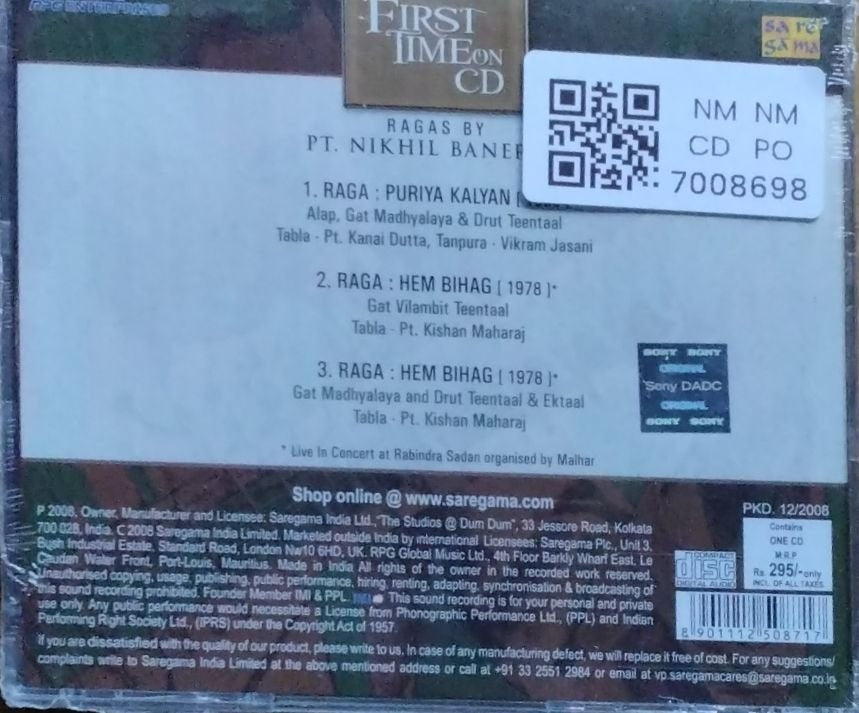 RPG ENTERPRISES
FIRST
TIME ON
CD
sa re
ga ma
NM NM
CD PO
7008698
RAGAS BY
PT. NIKHIL BANER
1. RAGA : PURIYA KALYAN [
Alap, Gat Madhyalaya & Drut Teentaal
Tabla - Pt. Kanai Dutta, Tanpura - Vikram Jasani
2. RAGA : HEM BIHAG [ 1978 ]*
Gat Vilambit Teentaal
Tabla - Pt. Kishan Maharaj
3. RAGA : HEM BIHAG [ 1978 ]*
Gat Madhyalaya and Drut Teentaal & Ektaal
Tabla - Pt. Kishan Maharaj
* Live In Concert at Rabindra Sadan organised by Malhar
SONY SONY
ORIGINAL
Sony DADC
ORIGINAL
SONY SONY
Shop online @ www.saregama.com
P 2008. Owner, Manufacturer and Licensee: Saregama India Ltd., "The Studios @ Dum Dum", 33 Jessore Road, Kolkata
700 028, India. C 2008 Saregama India Limited. Marketed outside India by international Licensees: Saregama Plc., Unit 3,
Bush Industrial Estate, Standard Road, London Nw10 6HD, UK. RPG Global Music Ltd., 4th Floor Barkly Wharf East, Le
Caudan Water Front, Port-Louis, Mauritius. Made in India All rights of the owner in the recorded work reserved.
Unauthorised copying, usage, publishing, public performance, hiring, renting, adapting, synchronisation & broadcasting of
this sound recording prohibited. Founder Member IMI & PPL. This sound recording is for your personal and private
use only. Any public performance would necessitate a License from Phonographic Performance Ltd., (PPL) and Indian
Performing Right Society Ltd., (IPRS) under the Copyright Act of 1957.
If you are dissatisfied with the quality of our product, please write to us. In case of any manufacturing defect, we will replace it free of cost. For any suggestions/
complaints write to Saregama India Limited at the above mentioned address or call at +91 33 2551 2984 or email at vp.saregamacares@saregama.co.in
PKD. 12/2008
Contains
ONE CD
M R P
Rs. 295/-only
INCL. OF ALL TAXES
COMPACT
disc
DIGITAL AUDIO
8 901112 508717